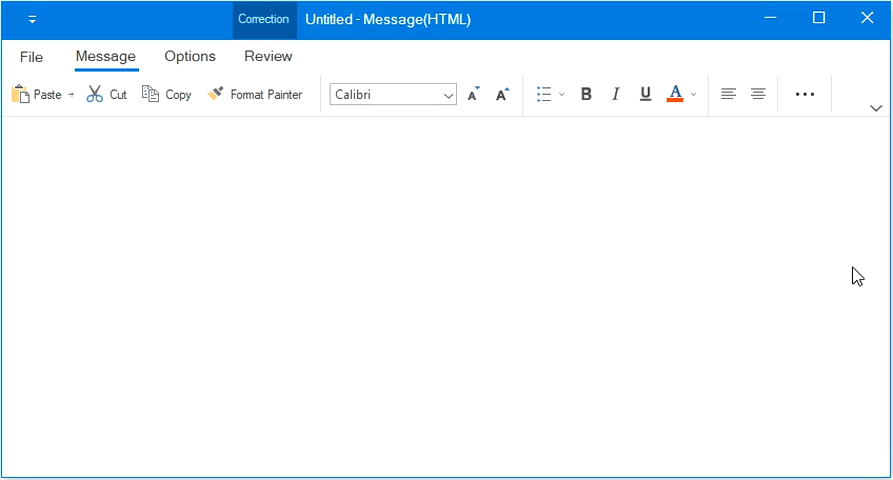 Correction Untitled - Message(HTML)
File Message Options Review
Paste Cut Copy Format Painter Calibri A A B I U A